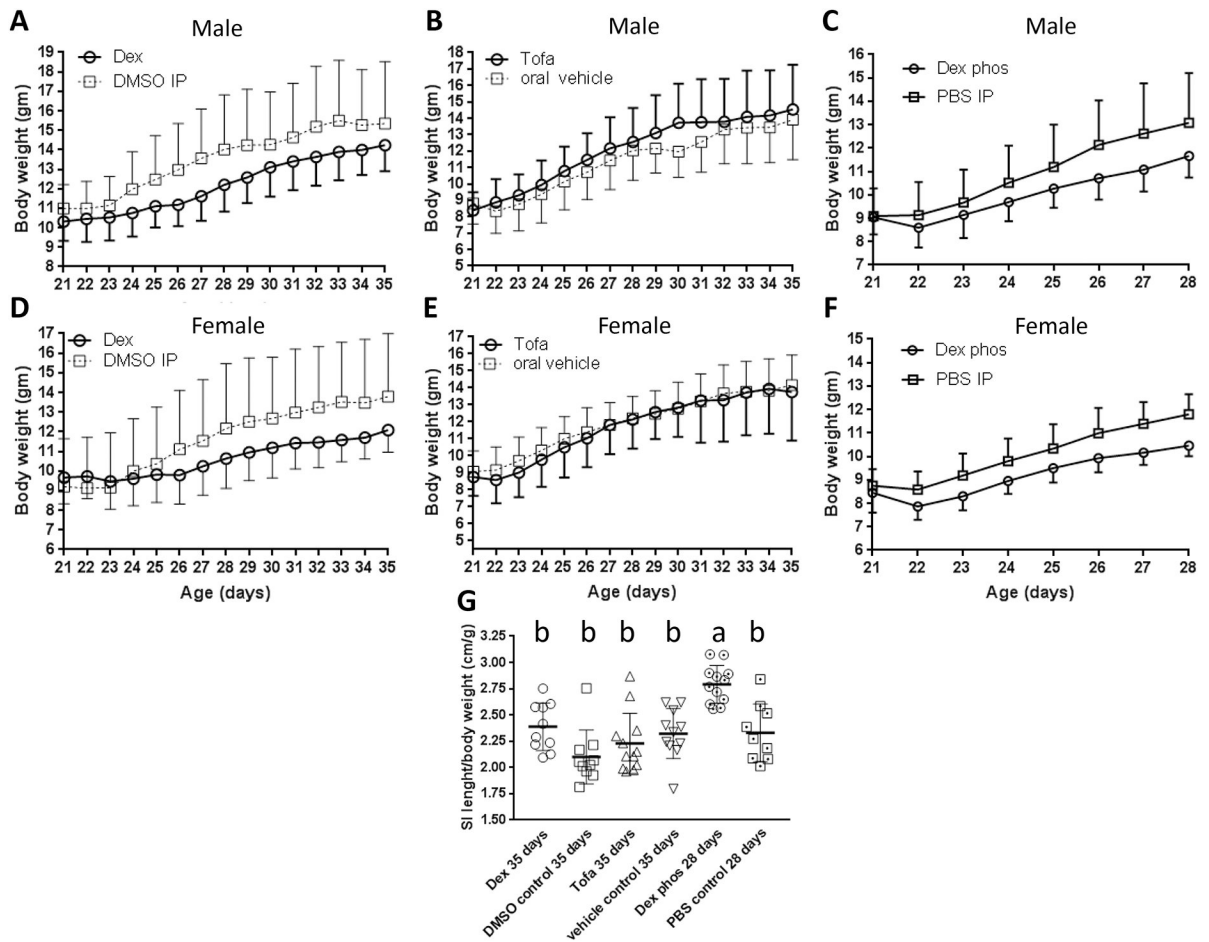 A
Male
Dex
DMSO IP
Body weight (gm)
18
17
16
15
14
13
12
11
10
9
8
21 22 23 24 25 26 27 28 29 30 31 32 33 34 35
B
Male
Tofa
oral vehicle
Body weight (gm)
18
17
16
15
14
13
12
11
10
9
8
7
6
5
21 22 23 24 25 26 27 28 29 30 31 32 33 34 35
C
Male
Dex phos
PBS IP
Body weight (gm)
16
15
14
13
12
11
10
9
8
7
21 22 23 24 25 26 27 28
D
Female
Dex
DMSO IP
Body weight (gm)
17
16
15
14
13
12
11
10
9
8
7
6
21 22 23 24 25 26 27 28 29 30 31 32 33 34 35
Age (days)
E
Female
Tofa
oral vehicle
Body weight (gm)
17
16
15
14
13
12
11
10
9
8
7
6
5
21 22 23 24 25 26 27 28 29 30 31 32 33 34 35
Age (days)
F
Female
Dex phos
PBS IP
Body weight (gm)
15
14
13
12
11
10
9
8
7
6
21 22 23 24 25 26 27 28
Age (days)
G
b b b b a b
SI lenght/body weight (cm/g)
3.25
3.00
2.75
2.50
2.25
2.00
1.75
1.50
Dex 35 days
DMSO control 35 days
Tofa 35 days
vehicle control 35 days
Dex phos 28 days
PBS control 28 days